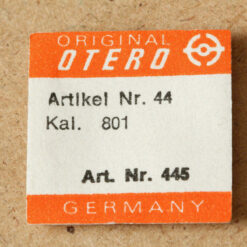 ORIGINAL
OTERO
Artikel Nr. 44
Kal. 801
Art. Nr. 445
GERMANY